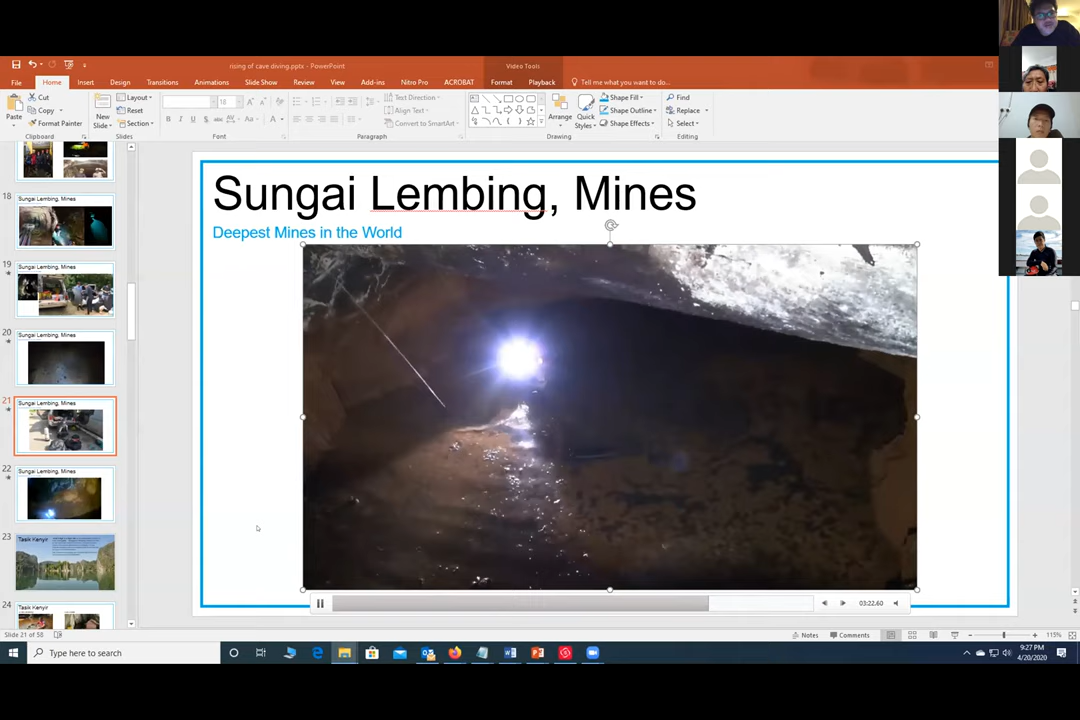 rising of cave diving.ppts - PowerPoint
Video Tools
File Home Insert Design Transitions Animations Slide Show Review View Add-ins Nitro Pro ACROBAT Format Playback Tell me what you want to do...
Paste
Cut
Copy
Format Painter
Clipboard
New Slide
Layout
Reset
Section
Slides
18
Font
Text Direction
Align Text
Convert to SmartArt
Paragraph
Arrange
Quick Styles
Shape Fill
Shape Outline
Shape Effects
Drawing
Find
Replace
Select
Editing
18
Sungai Lembing, Mines
19
Sungai Lembing, Mines
20
Sungai Lembing, Mines
21
Sungai Lembing, Mines
22
Sungai Lembing, Mines
23
Tasik Kenyir
24
Tasik Kenyir
Sungai Lembing, Mines
Deepest Mines in the World
03:22.60
Slide 21 of 58
Notes
Comments
115%
Type here to search
9:27 PM
4/20/2020